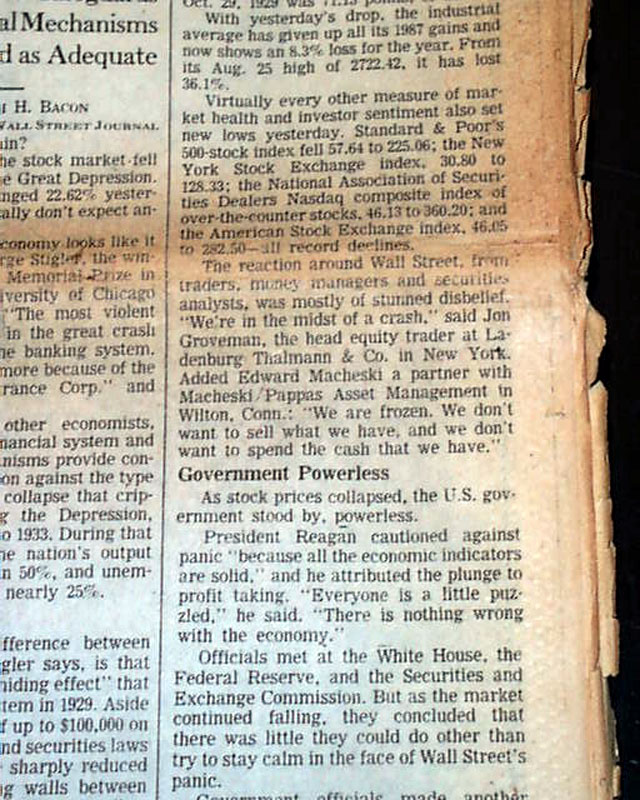 al Mechanisms
d as Adequate
H. BACON
WALL STREET JOURNAL
ain?
he stock market fell
e Great Depression.
nged 22.62% yester-
cally don't expect an-
conomy looks like it
rge Stigler, the win-
Memorial Prize in
iversity of Chicago
"The most violent
in the great crash
he banking system.
more because of the
rance Corp." and
other economists,
nancial system and
anisms provide con-
on against the type
collapse that crip-
g the Depression,
o 1933. During that
he nation's output
n 50%, and unem-
nearly 25%.
fference between
gler says, is that
niding effect" that
tem in 1929. Aside
f up to $100,000 on
nd securities laws
sharply reduced
ng walls between
Oct. 29, 1929 was
With yesterday's drop, the industrial
average has given up all its 1987 gains and
now shows an 8.3% loss for the year. From
its Aug. 25 high of 2722.42, it has lost
36.1%.
Virtually every other measure of mar-
ket health and investor sentiment also set
new lows yesterday. Standard & Poor's
500-stock index fell 57.64 to 225.06; the New
York Stock Exchange index, 30.80 to
128.33; the National Association of Securi-
ties Dealers Nasdaq composite index of
over-the-counter stocks, 46.13 to 360.20; and
the American Stock Exchange index, 46.05
to 282.50—all record declines.
The reaction around Wall Street, from
traders, money managers and securities
analysts, was mostly of stunned disbelief.
"We're in the midst of a crash," said Jon
Groveman, the head equity trader at La-
denburg Thalmann & Co. in New York.
Added Edward Macheski a partner with
Macheski/Pappas Asset Management in
Wilton, Conn.: "We are frozen. We don't
want to sell what we have, and we don't
want to spend the cash that we have."
Government Powerless
As stock prices collapsed, the U.S. gov-
ernment stood by, powerless.
President Reagan cautioned against
panic "because all the economic indicators
are solid," and he attributed the plunge to
profit taking. "Everyone is a little puz-
zled," he said. "There is nothing wrong
with the economy."
Officials met at the White House, the
Federal Reserve, and the Securities and
Exchange Commission. But as the market
continued falling, they concluded that
there was little they could do other than
try to stay calm in the face of Wall Street's
panic.
Government officials made another